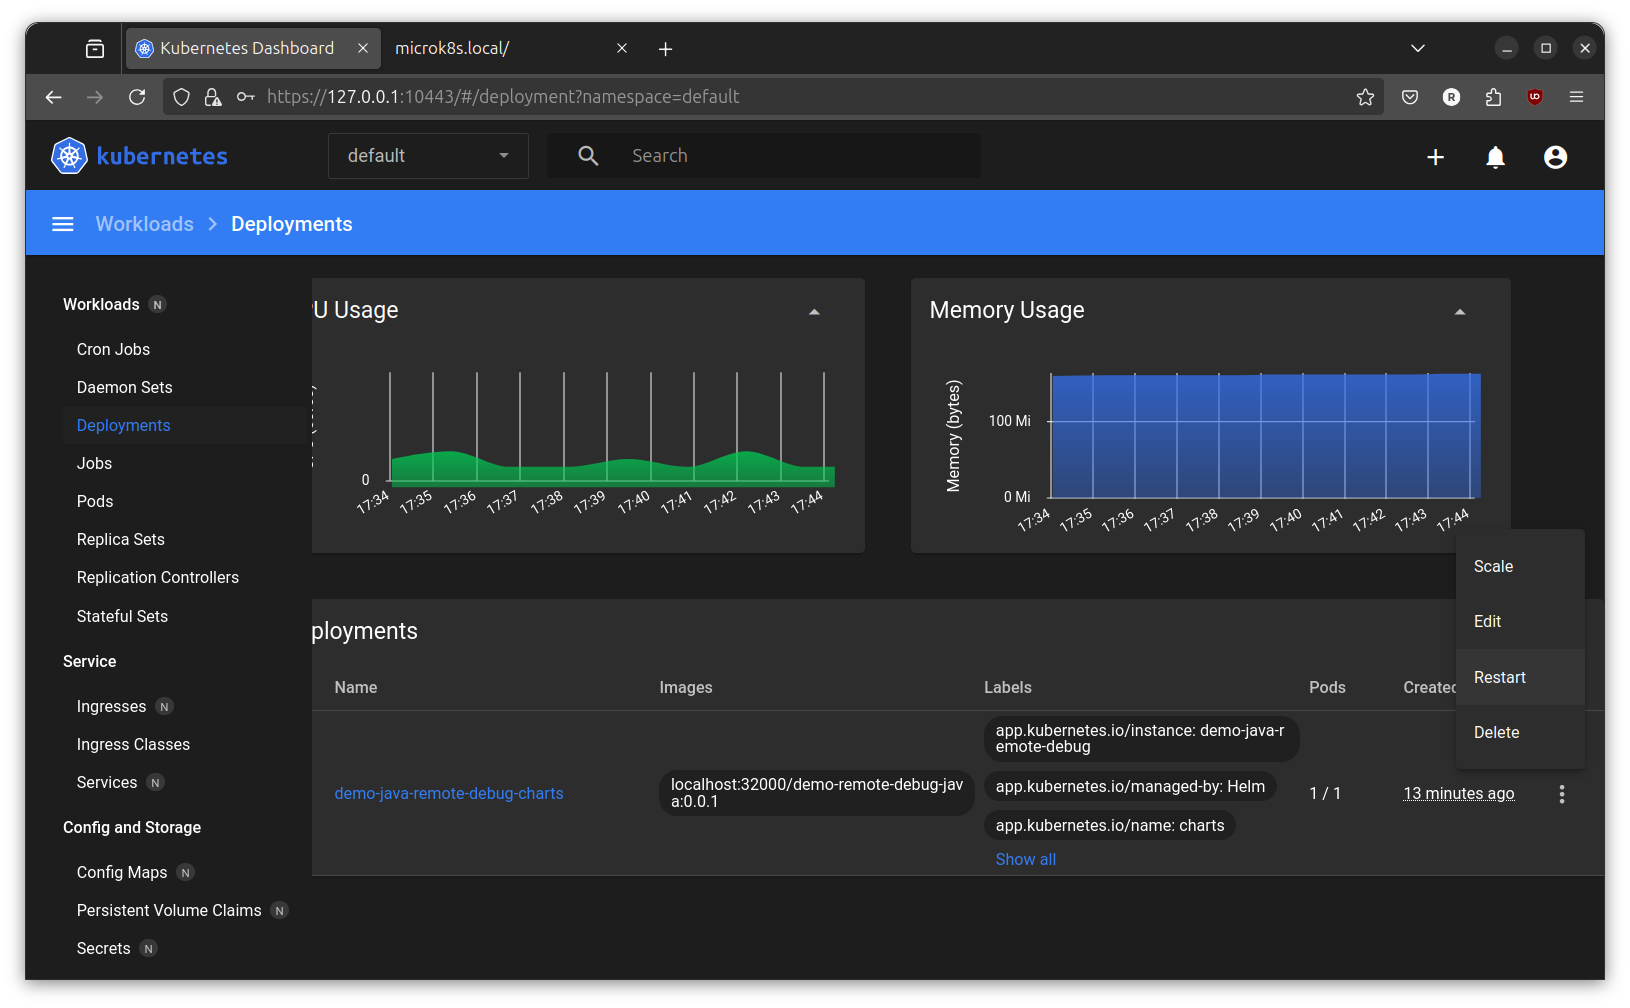 Kubernetes Dashboard
microk8s.local/
https://127.0.0.1:10443/#/deployment?namespace=default
kubernetes
default
Search
Workloads
Deployments
Workloads N
Cron Jobs
Daemon Sets
Deployments
Jobs
Pods
Replica Sets
Replication Controllers
Stateful Sets
Service
Ingresses N
Ingress Classes
Services N
Config and Storage
Config Maps N
Persistent Volume Claims N
Secrets N
U Usage
0
17:34 17:35 17:36 17:37 17:38 17:39 17:40 17:41 17:42 17:43 17:44
Memory Usage
Memory (bytes)
100 Mi
0 Mi
17:34 17:35 17:36 17:37 17:38 17:39 17:40 17:41 17:42 17:43 17:44
Scale
Edit
Restart
Delete
ployments
Name Images Labels Pods Created
demo-java-remote-debug-charts
localhost:32000/demo-remote-debug-jav
a:0.0.1
app.kubernetes.io/instance: demo-java-r
emote-debug
app.kubernetes.io/managed-by: Helm
app.kubernetes.io/name: charts
Show all
1 / 1
13 minutes ago